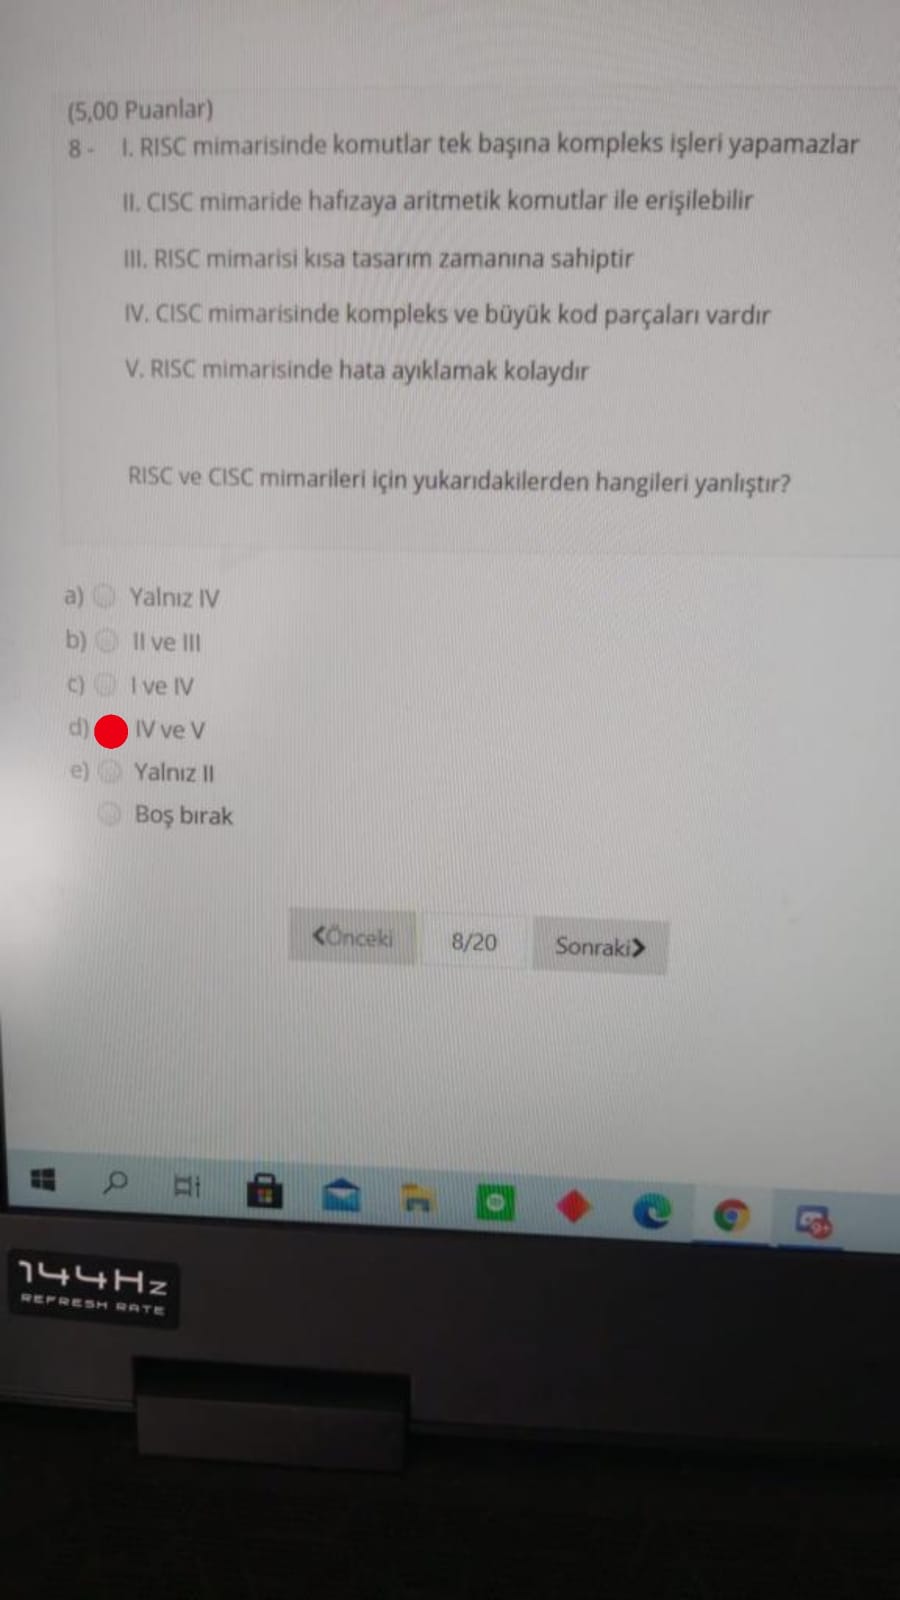 (5,00 Puanlar)
8 - I. RISC mimarisinde komutlar tek başına kompleks işleri yapamazlar
II. CISC mimaride hafızaya aritmetik komutlar ile erişilebilir
III. RISC mimarisi kısa tasarım zamanına sahiptir
IV. CISC mimarisinde kompleks ve büyük kod parçaları vardır
V. RISC mimarisinde hata ayıklamak kolaydır
RISC ve CISC mimarileri için yukarıdakilerden hangileri yanlıştır?
a) Yalnız IV
b) II ve III
c) I ve IV
d) IV ve V
e) Yalnız II
Boş bırak
❮Önceki 8/20 Sonraki❯
9+
144Hz
REFRESH RATE